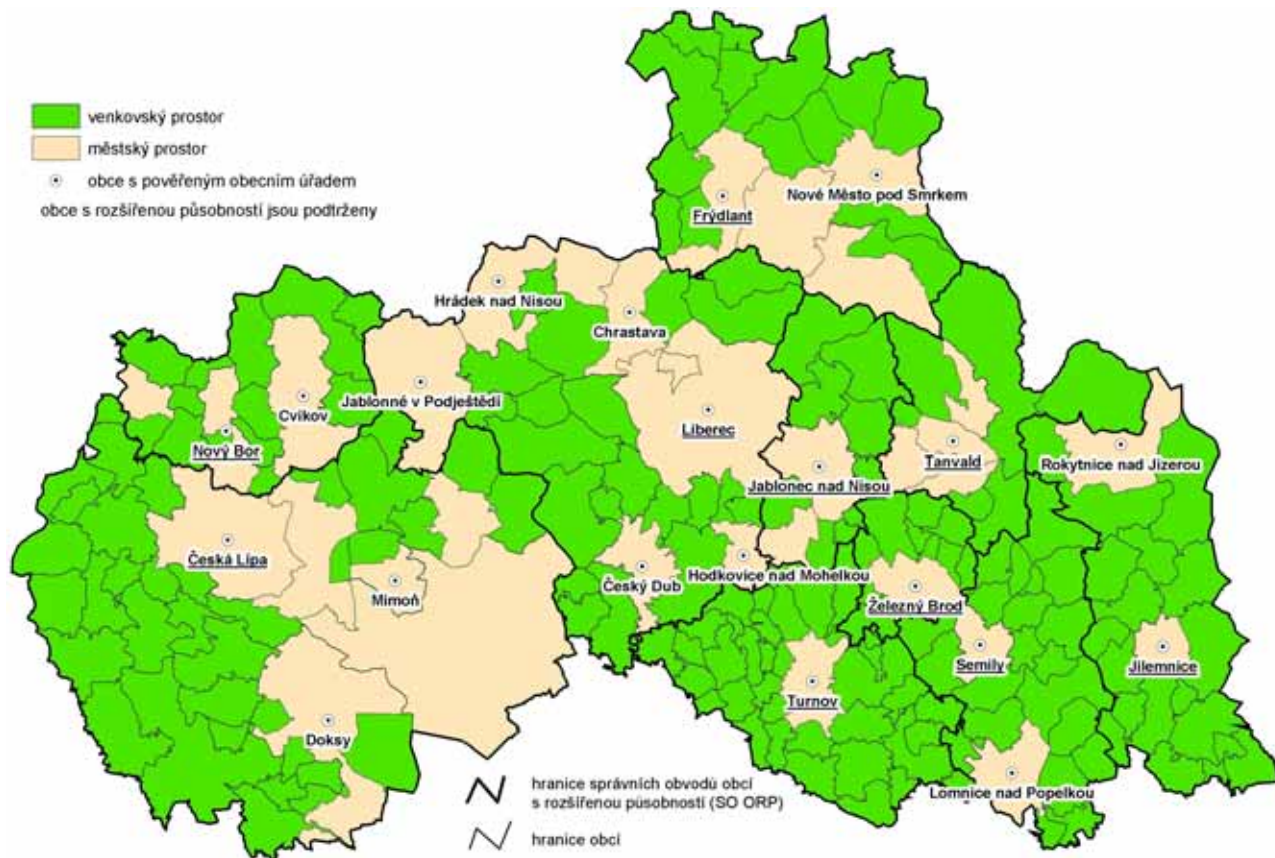 venkovský prostor
městský prostor
obce s pověřeným obecním úřadem
obce s rozšířenou působností jsou podtrženy
Nové Město pod Smrkem
Frýdlant
Hrádek nad Nisou
Chrastava
Jablonné v Podještědí
Cvikov
Liberec
Nový Bor
Tanvald
Rokytnice nad Jizerou
Jablonec nad Nisou
Česká Lípa
Mimoň
Český Dub
Hodkovice nad Mohelkou
Železný Brod
Semily
Jilemnice
Turnov
Doksy
Lomnice nad Popelkou
hranice správních obvodů obcí
s rozšířenou působností (SO ORP)
hranice obcí